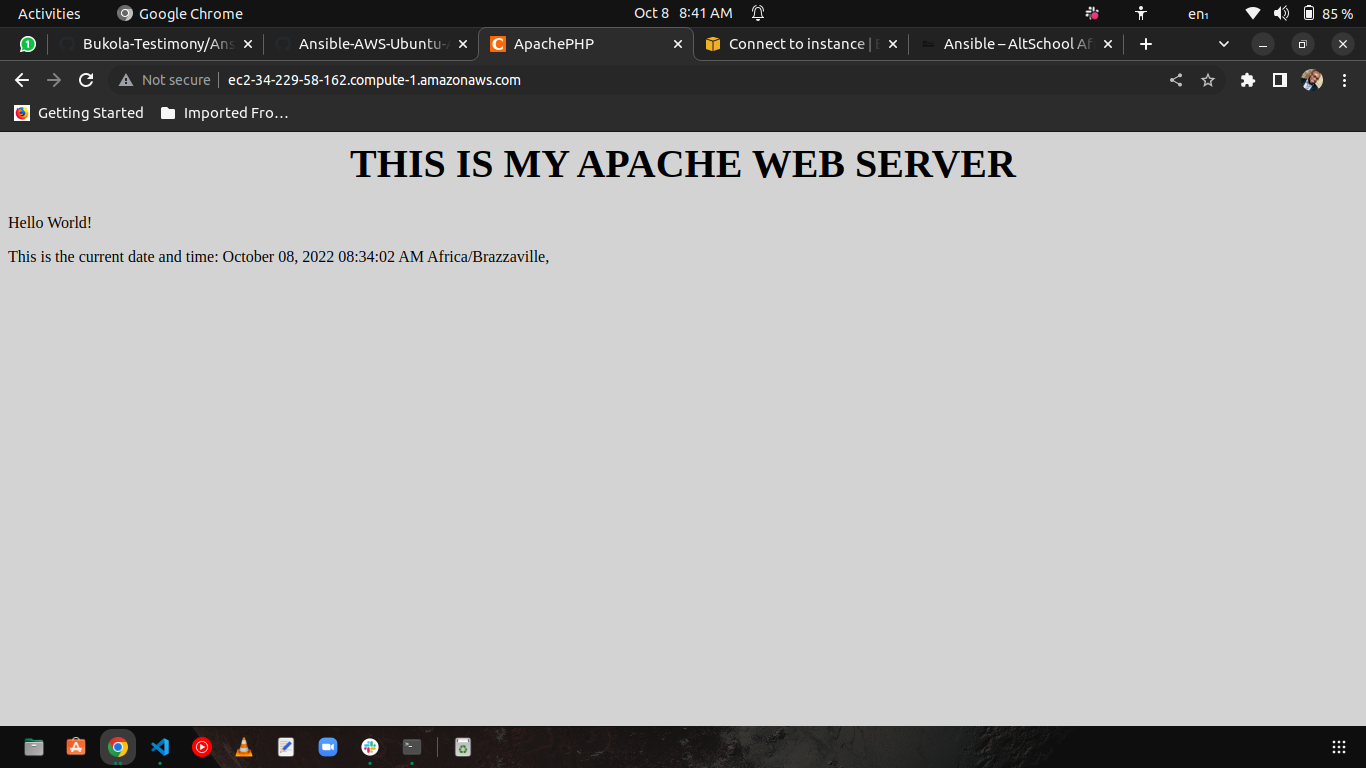 Activities
Google Chrome
Oct 8 8:41 AM
en₁
85 %
1
Bukola-Testimony/Ans
Ansible-AWS-Ubuntu-
ApachePHP
Connect to instance |
Ansible – AltSchool Af
Not secure
ec2-34-229-58-162.compute-1.amazonaws.com
Getting Started
Imported Fro…
THIS IS MY APACHE WEB SERVER
Hello World!
This is the current date and time: October 08, 2022 08:34:02 AM Africa/Brazzaville,